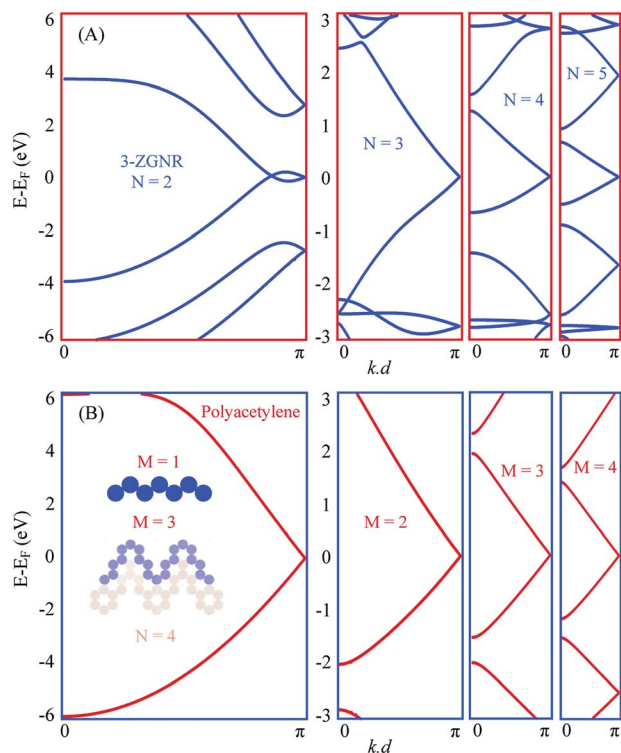 (A)
6
4
2
0
-2
-4
-6
E-E_F (eV)
3-ZGNR
N = 2
0
π
3
2
1
0
-1
-2
-3
N = 3
0
π
k.d
N = 4
0
π
N = 5
0
π
(B)
6
4
2
0
-2
-4
-6
E-E_F (eV)
Polyacetylene
M = 1
M = 3
N = 4
0
π
3
2
1
0
-1
-2
-3
M = 2
0
π
k.d
M = 3
0
π
M = 4
0
π